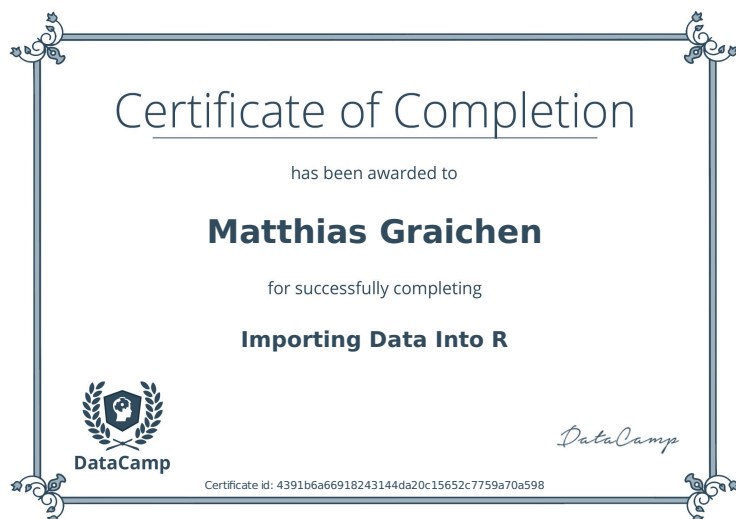 Certificate of Completion
has been awarded to
Matthias Graichen
for successfully completing
Importing Data Into R
DataCamp
DataCamp
Certificate id: 4391b6a66918243144da20c15652c7759a70a598